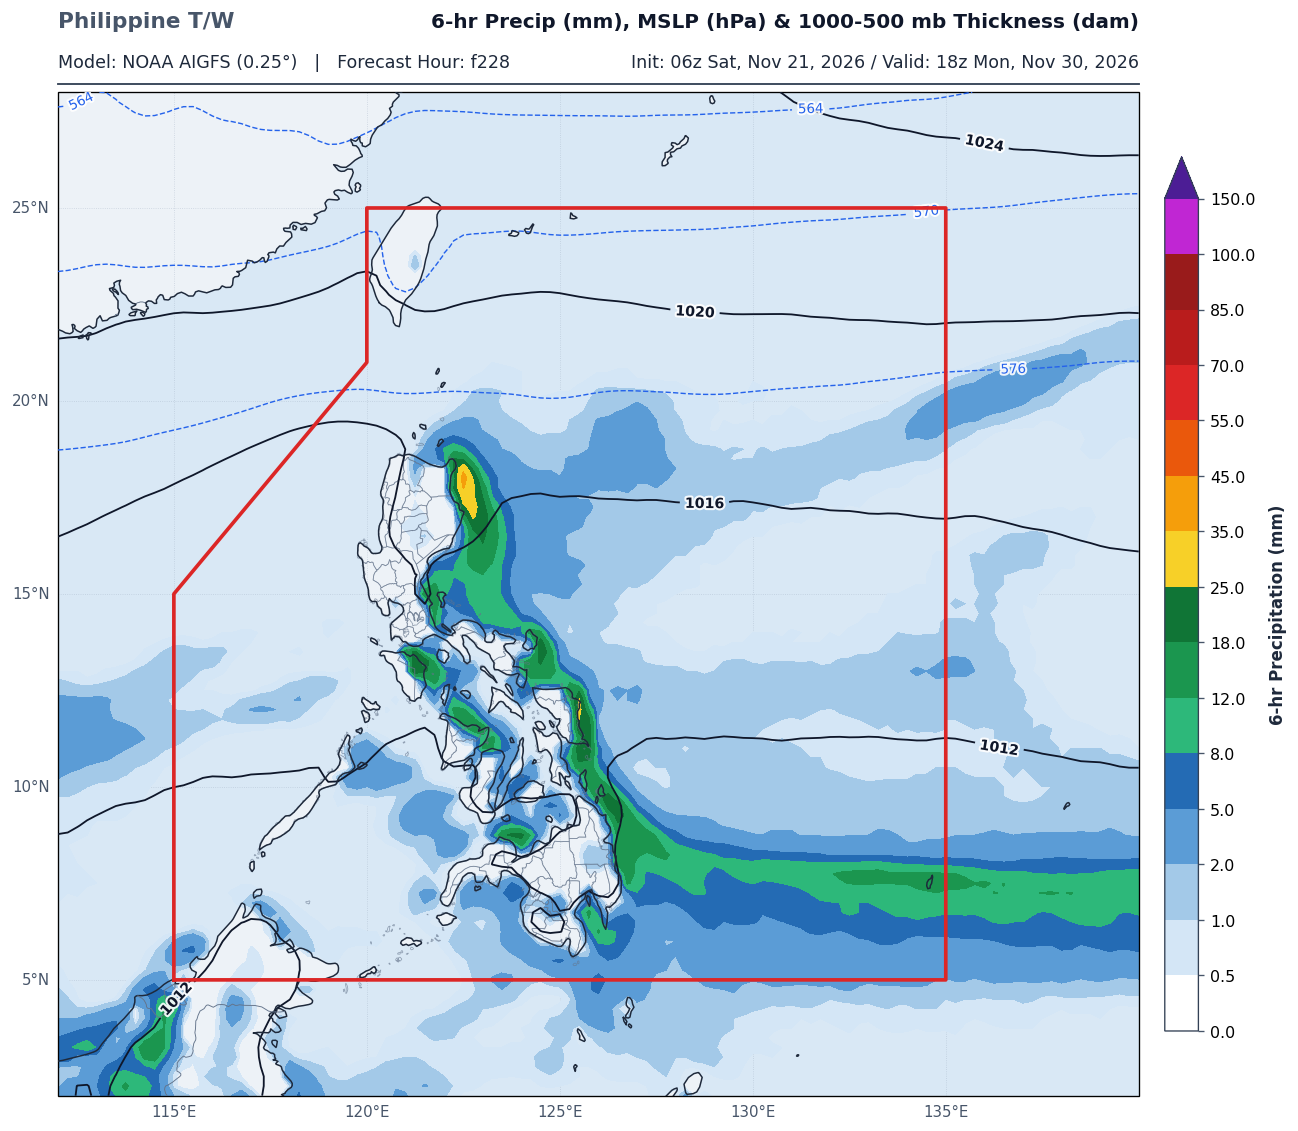 Philippine T/W
6-hr Precip (mm), MSLP (hPa) & 1000-500 mb Thickness (dam)
Model: NOAA AIGFS (0.25°) | Forecast Hour: f228
Init: 06z Sat, Nov 21, 2026 / Valid: 18z Mon, Nov 30, 2026
564
564
1024
570
1020
576
1016
1012
1012
25°N
20°N
15°N
10°N
5°N
115°E
120°E
125°E
130°E
135°E
150.0
100.0
85.0
70.0
55.0
45.0
35.0
25.0
18.0
12.0
8.0
5.0
2.0
1.0
0.5
0.0
6-hr Precipitation (mm)